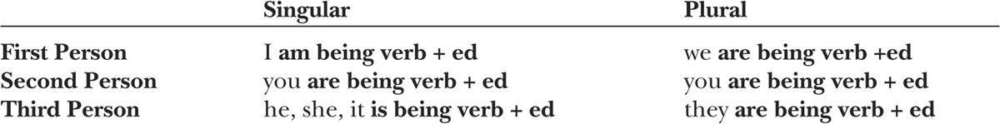 Singular Plural
First Person I am being verb + ed we are being verb +ed
Second Person you are being verb + ed you are being verb + ed
Third Person he, she, it is being verb + ed they are being verb + ed